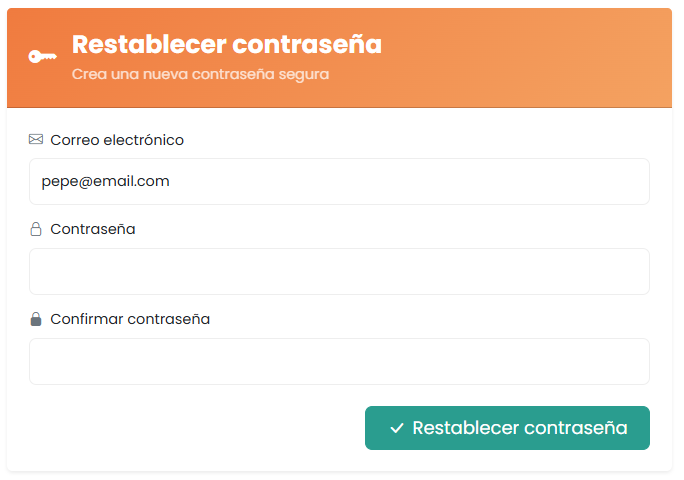 Restablecer contraseña
Crea una nueva contraseña segura
Correo electrónico
pepe@email.com
Contraseña
Confirmar contraseña
Restablecer contraseña